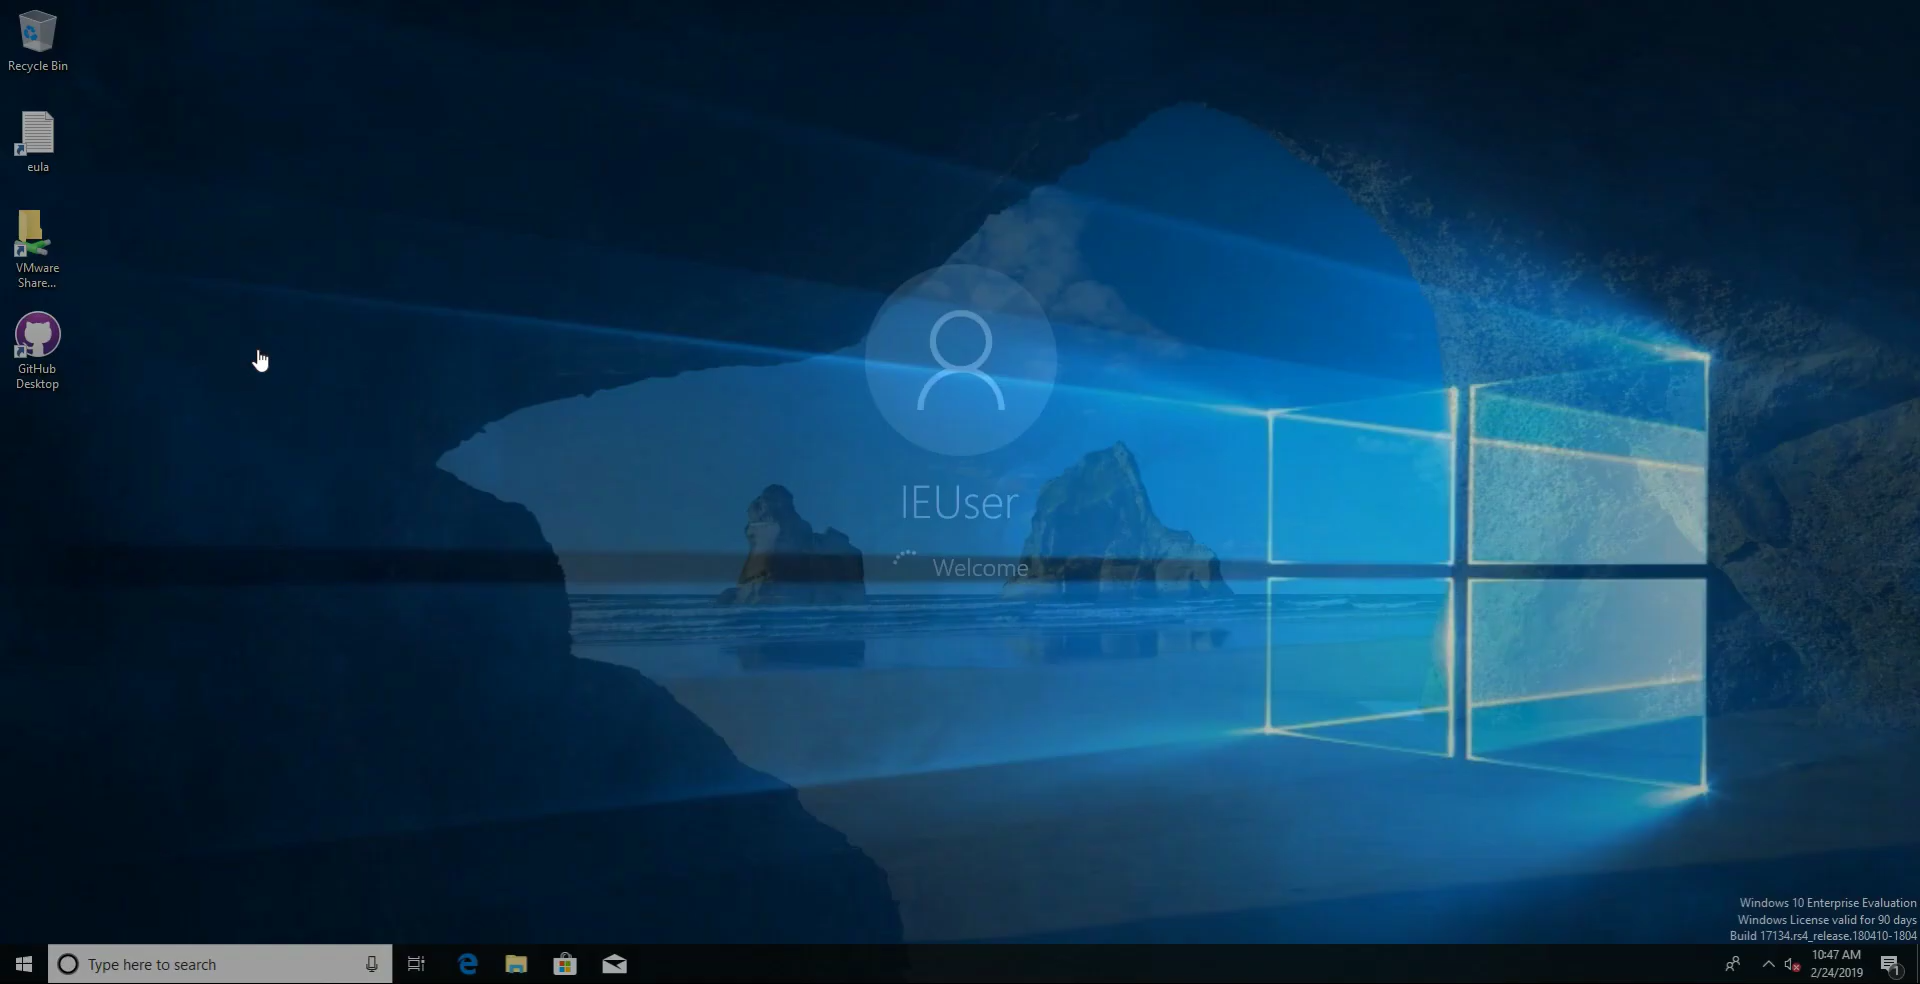 Recycle Bin
eula
VMware
Share...
GitHub
Desktop
IEUser
Welcome
Windows 10 Enterprise Evaluation
Windows License valid for 90 days
Build 17134.rs4_release.180410-1804
Type here to search
10:47 AM
2/24/2019
1